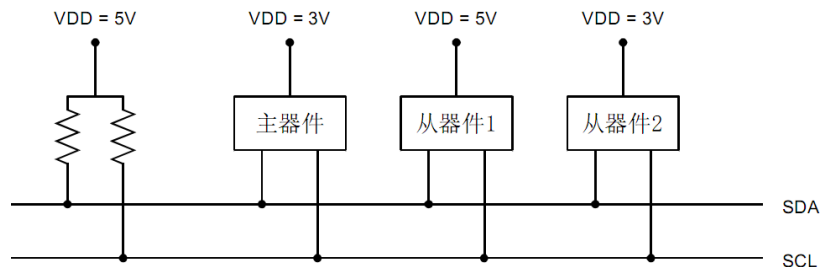 VDD = 5V
VDD = 3V
VDD = 5V
VDD = 3V
主器件
从器件1
从器件2
SDA
SCL